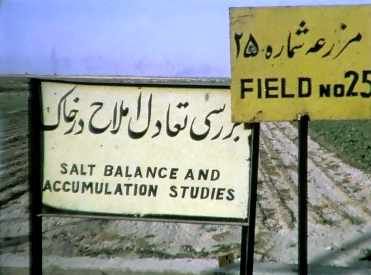 مزرعه شماره ۲۵
FIELD NO25
بررسی تعادل املاح در خاک
SALT BALANCE AND
ACCUMULATION STUDIES